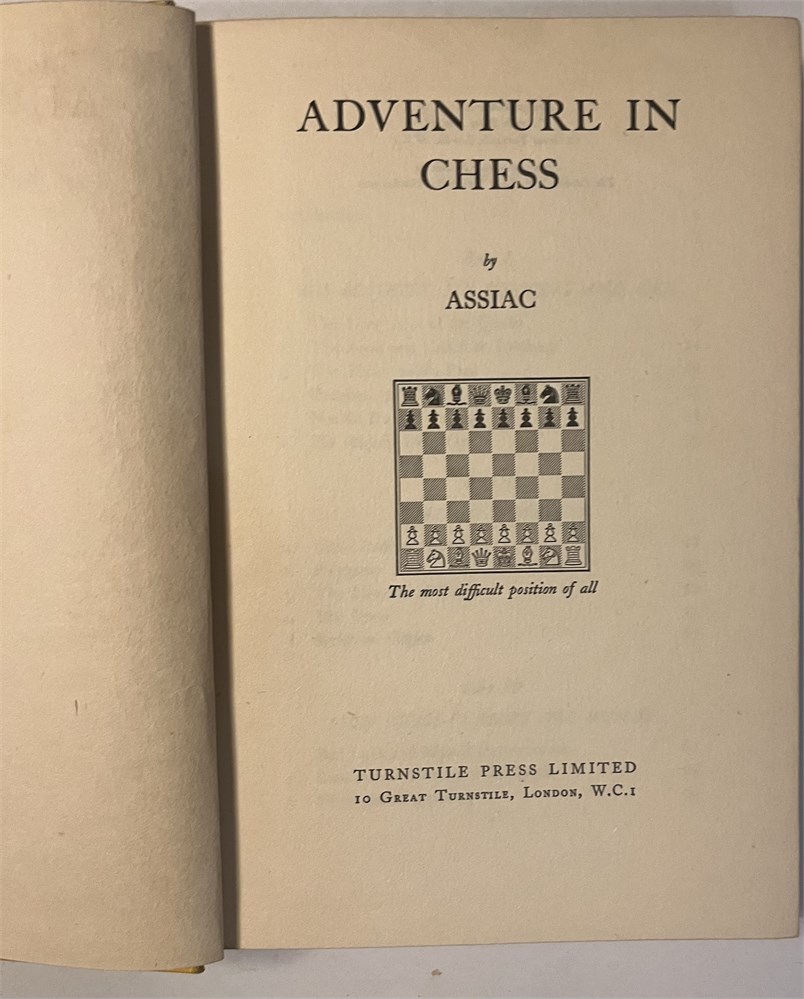 ADVENTURE IN
CHESS
by
ASSIAC
The most difficult position of all
TURNSTILE PRESS LIMITED
10 GREAT TURNSTILE, LONDON, W.C.1